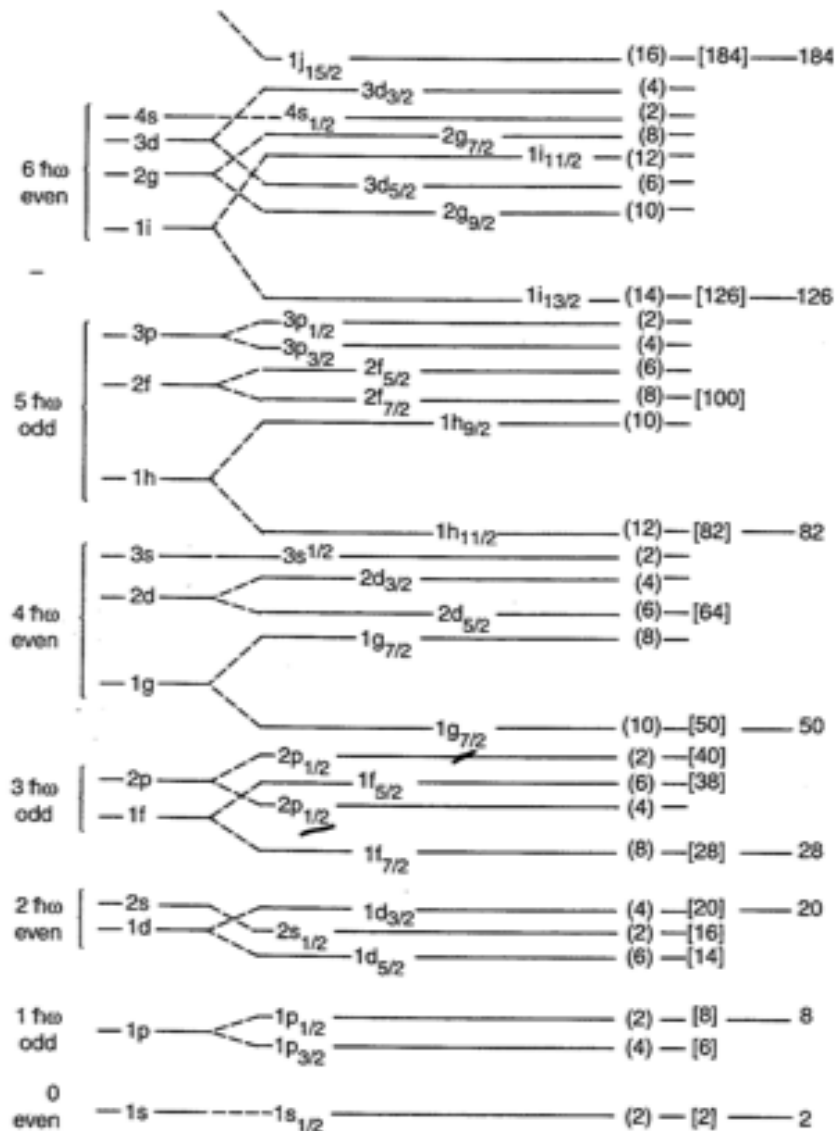 1j15/2 (16) [184] 184
3d3/2 (4)
4s 4s1/2 (2)
3d 2g7/2 (8)
6 ħω 2g 1i11/2 (12)
even 3d5/2 (6)
2g9/2 (10)
1i
1i13/2 (14) [126] 126
3p 3p1/2 (2)
3p3/2 (4)
2f 2f5/2 (6)
5 ħω 2f7/2 (8) [100]
odd 1h9/2 (10)
1h
1h11/2 (12) [82] 82
3s 3s1/2 (2)
2d 2d3/2 (4)
4 ħω 2d5/2 (6) [64]
even 1g7/2 (8)
1g
1g7/2 (10) [50] 50
2p1/2 (2) [40]
3 ħω 2p 1f5/2 (6) [38]
odd 1f 2p1/2 (4)
1f7/2 (8) [28] 28
2 ħω 2s 1d3/2 (4) [20] 20
even 1d 2s1/2 (2) [16]
1d5/2 (6) [14]
1 ħω 1p1/2 (2) [8] 8
odd 1p 1p3/2 (4) [6]
0
even 1s 1s1/2 (2) [2] 2